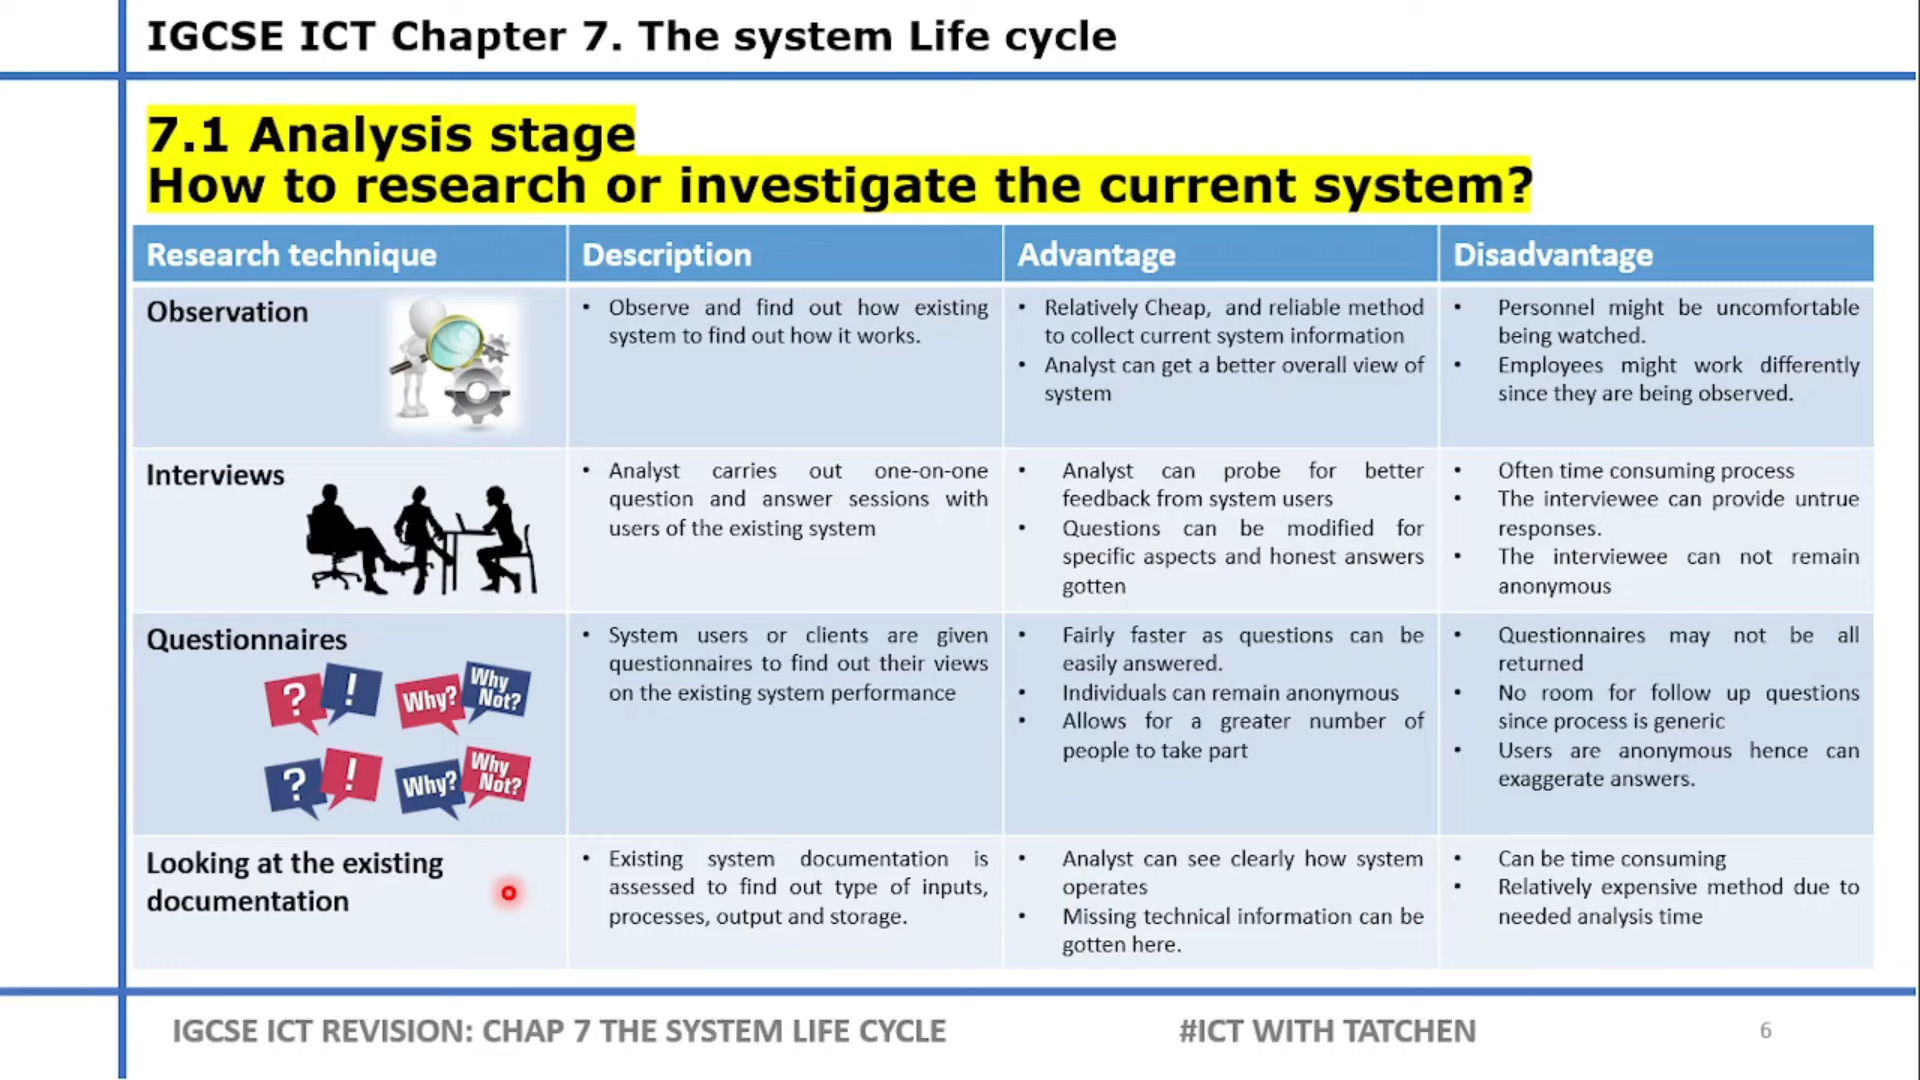 IGCSE ICT Chapter 7. The system Life cycle
7.1 Analysis stage
How to research or investigate the current system?
Research technique
Description
Advantage
Disadvantage
Observation
• Observe and find out how existing
system to find out how it works.
• Relatively Cheap, and reliable method
to collect current system information
• Analyst can get a better overall view of
system
• Personnel might be uncomfortable
being watched.
• Employees might work differently
since they are being observed.
Interviews
• Analyst carries out one-on-one
question and answer sessions with
users of the existing system
• Analyst can probe for better
feedback from system users
• Questions can be modified for
specific aspects and honest answers
gotten
• Often time consuming process
• The interviewee can provide untrue
responses.
• The interviewee can not remain
anonymous
Questionnaires
? ! Why? Why
Not?
? ! Why? Why
Not?
• System users or clients are given
questionnaires to find out their views
on the existing system performance
• Fairly faster as questions can be
easily answered.
• Individuals can remain anonymous
• Allows for a greater number of
people to take part
• Questionnaires may not be all
returned
• No room for follow up questions
since process is generic
• Users are anonymous hence can
exaggerate answers.
Looking at the existing
documentation
• Existing system documentation is
assessed to find out type of inputs,
processes, output and storage.
• Analyst can see clearly how system
operates
• Missing technical information can be
gotten here.
• Can be time consuming
• Relatively expensive method due to
needed analysis time
IGCSE ICT REVISION: CHAP 7 THE SYSTEM LIFE CYCLE
#ICT WITH TATCHEN
6